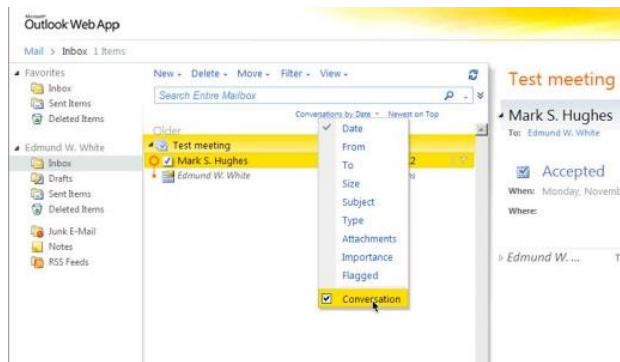 Microsoft
Outlook Web App
Mail > Inbox 1 Items
Favorites
Inbox
Sent Items
Deleted Items
Edmund W. White
Inbox
Drafts
Sent Items
Deleted Items
Junk E-Mail
Notes
RSS Feeds
New Delete Move Filter View
Search Entire Mailbox
Conversations by Date Newest on Top
Older
Test meeting
Mark S. Hughes 2
Edmund W. White
Date
From
To
Size
Subject
Type
Attachments
Importance
Flagged
Conversation
Test meeting
Mark S. Hughes
To: Edmund W. White
Accepted
When: Monday, Novemb
Where:
Edmund W. ... T